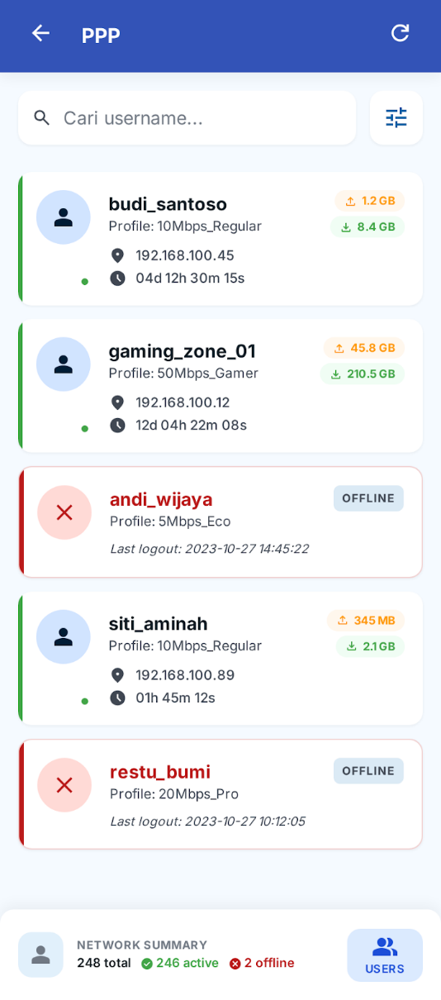 PPP
Cari username...
budi_santoso
1.2 GB
Profile: 10Mbps_Regular
8.4 GB
192.168.100.45
04d 12h 30m 15s
gaming_zone_01
45.8 GB
Profile: 50Mbps_Gamer
210.5 GB
192.168.100.12
12d 04h 22m 08s
andi_wijaya
OFFLINE
Profile: 5Mbps_Eco
Last logout: 2023-10-27 14:45:22
siti_aminah
345 MB
Profile: 10Mbps_Regular
2.1 GB
192.168.100.89
01h 45m 12s
restu_bumi
OFFLINE
Profile: 20Mbps_Pro
Last logout: 2023-10-27 10:12:05
NETWORK SUMMARY
248 total 246 active 2 offline
USERS